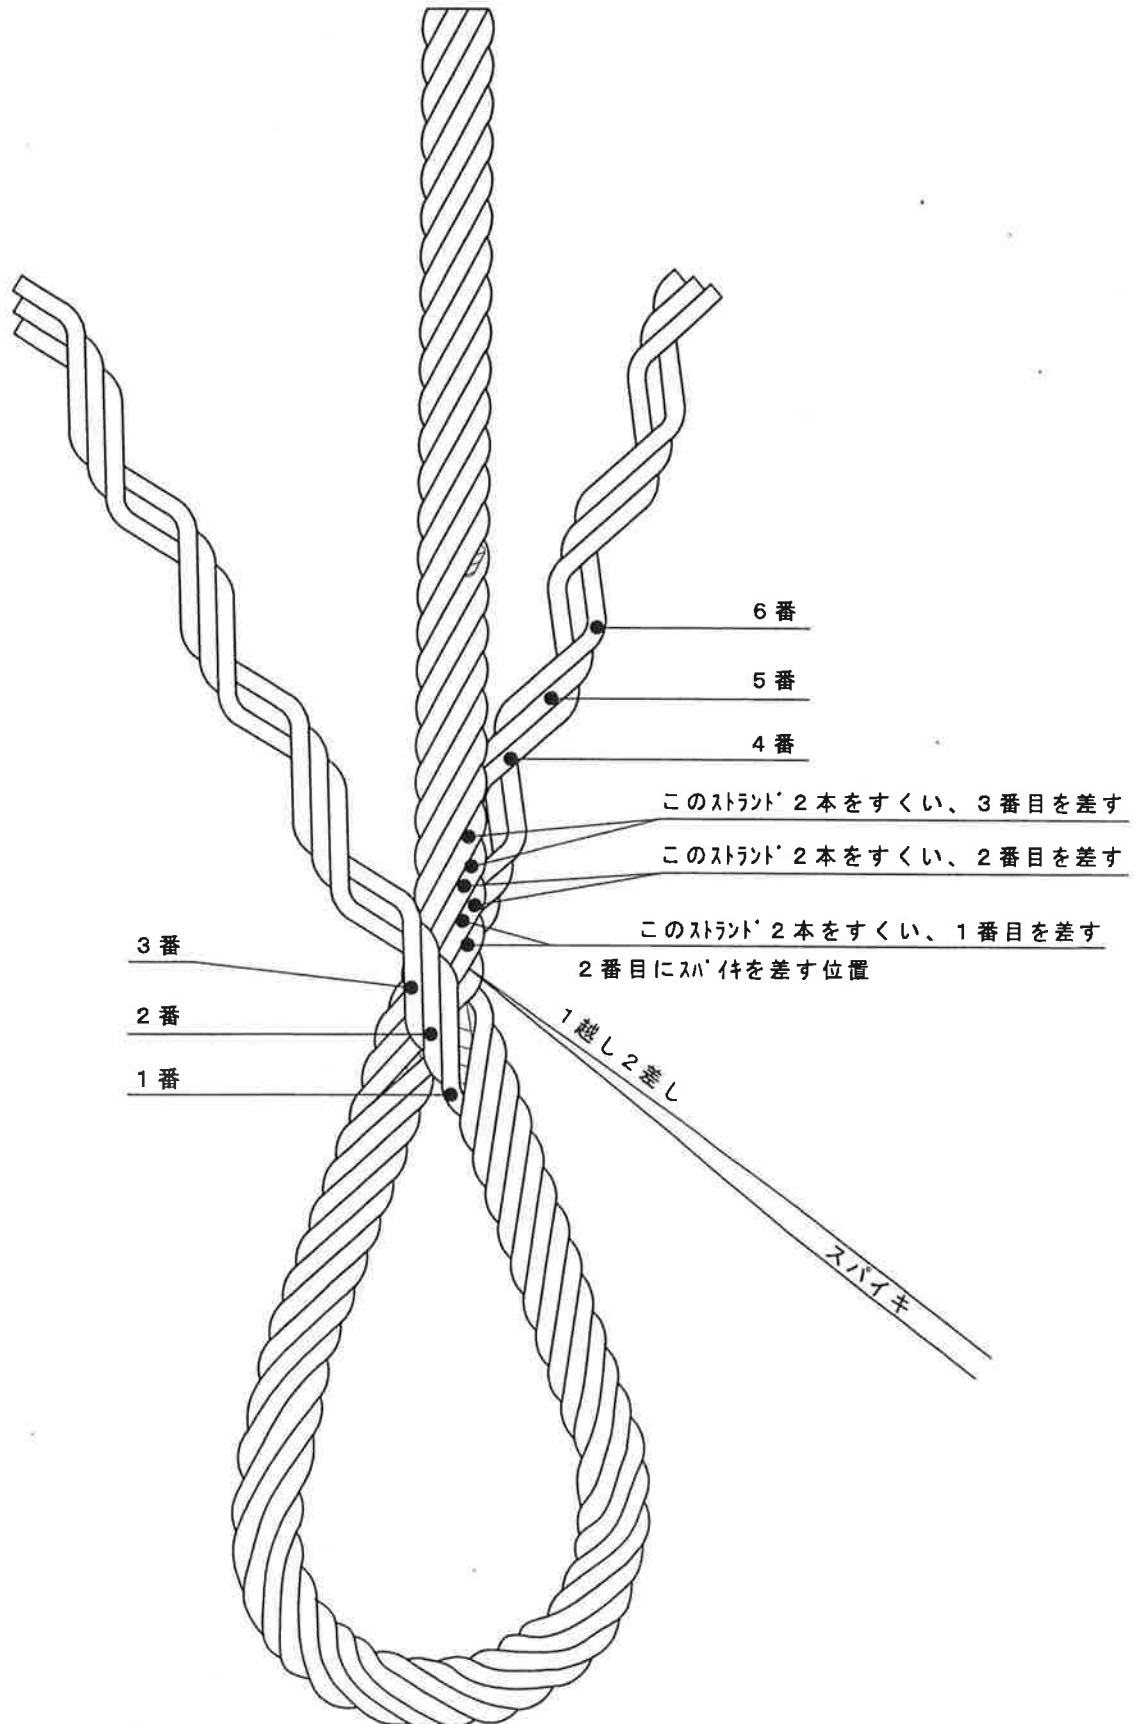 6番
5番
4番
このｽﾄﾗﾝﾄﾞ2本をすくい、3番目を差す
このｽﾄﾗﾝﾄﾞ2本をすくい、2番目を差す
このｽﾄﾗﾝﾄﾞ2本をすくい、1番目を差す
2番目にｽﾊﾟｲｷを差す位置
3番
2番
1番
1越し2差し
スパイキ